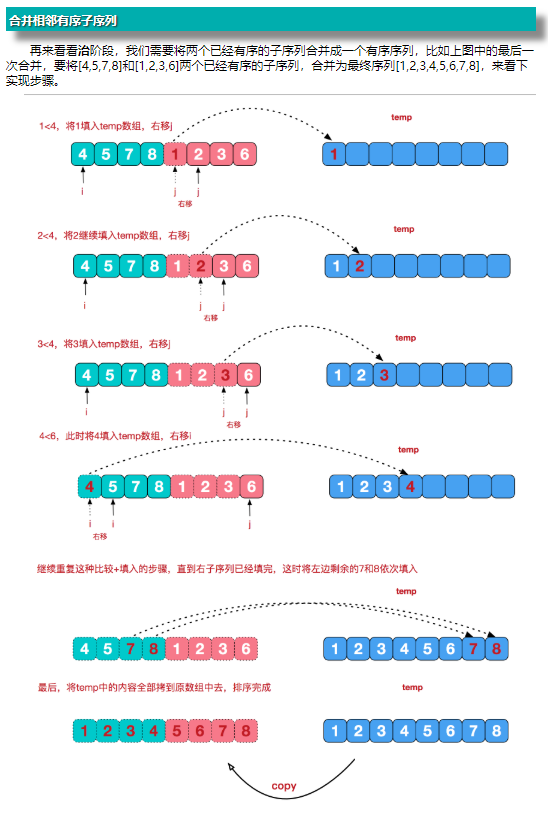 合并相邻有序子序列
再来看看治阶段，我们需要将两个已经有序的子序列合并成一个有序序列，比如上图中的最后一
次合并，要将[4,5,7,8]和[1,2,3,6]两个已经有序的子序列，合并为最终序列[1,2,3,4,5,6,7,8]，来看下
实现步骤。
1<4，将1填入temp数组，右移j
temp
4 5 7 8 1 2 3 6
1
i j j
右移
2<4，将2继续填入temp数组，右移j
temp
4 5 7 8 1 2 3 6
1 2
i j j
右移
3<4，将3填入temp数组，右移j
temp
4 5 7 8 1 2 3 6
1 2 3
i j j
右移
4<6，此时将4填入temp数组，右移i
temp
4 5 7 8 1 2 3 6
1 2 3 4
i i j
右移
继续重复这种比较+填入的步骤，直到右子序列已经填完，这时将左边剩余的7和8依次填入
temp
4 5 7 8 1 2 3 6
1 2 3 4 5 6 7 8
最后，将temp中的内容全部拷到原数组中去，排序完成
temp
1 2 3 4 5 6 7 8
1 2 3 4 5 6 7 8
copy